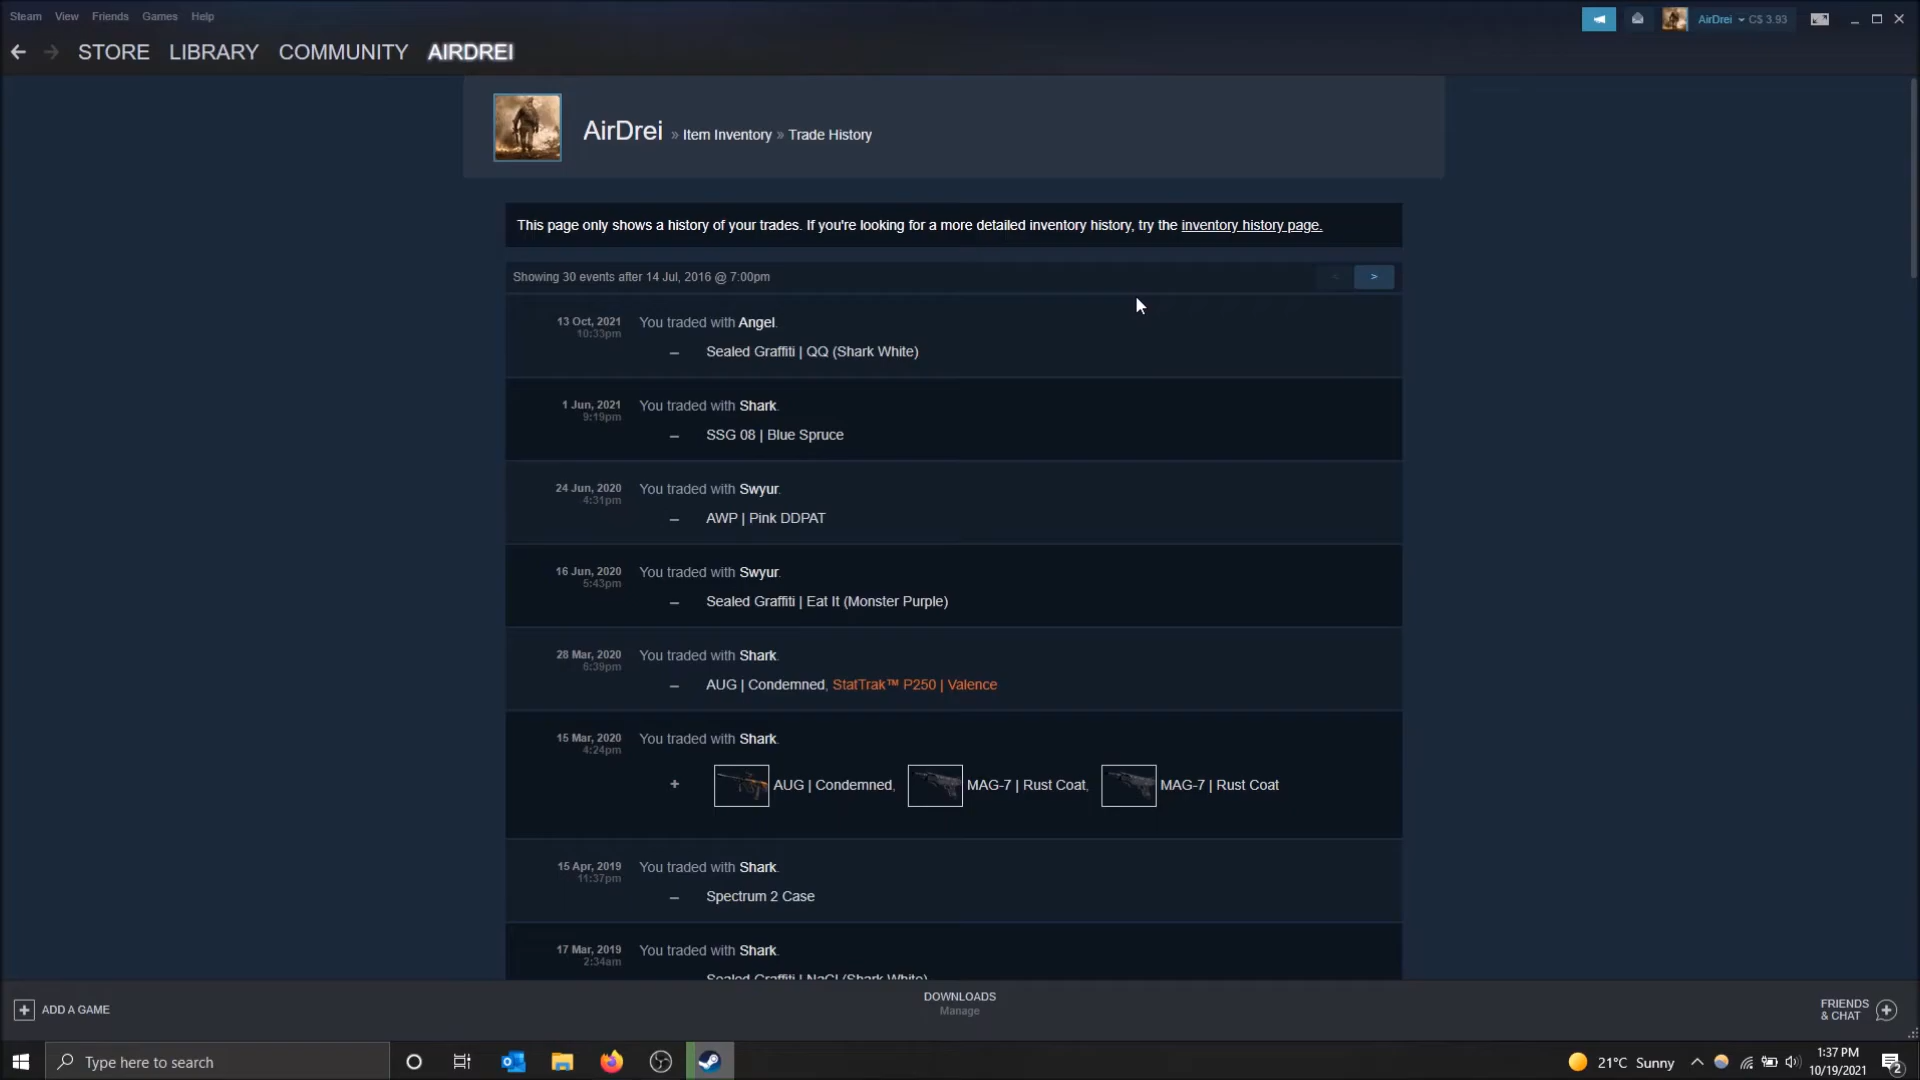 Steam View Friends Games Help
AirDrei C$ 3.93
STORE LIBRARY COMMUNITY AIRDREI
AirDrei » Item Inventory » Trade History
This page only shows a history of your trades. If you're looking for a more detailed inventory history, try the inventory history page.
Showing 30 events after 14 Jul, 2016 @ 7:00pm
< >
13 Oct, 2021 You traded with Angel.
10:33pm
– Sealed Graffiti | QQ (Shark White)
1 Jun, 2021 You traded with Shark.
9:19pm
– SSG 08 | Blue Spruce
24 Jun, 2020 You traded with Swyur.
4:31pm
– AWP | Pink DDPAT
16 Jun, 2020 You traded with Swyur.
5:43pm
– Sealed Graffiti | Eat It (Monster Purple)
28 Mar, 2020 You traded with Shark.
6:39pm
– AUG | Condemned, StatTrak™ P250 | Valence
15 Mar, 2020 You traded with Shark.
4:24pm
+ AUG | Condemned, MAG-7 | Rust Coat, MAG-7 | Rust Coat
15 Apr, 2019 You traded with Shark.
11:37pm
– Spectrum 2 Case
17 Mar, 2019 You traded with Shark.
2:34am
Sealed Graffiti | NaCl (Shark White)
+ ADD A GAME
DOWNLOADS
Manage
FRIENDS
& CHAT
Type here to search
21°C Sunny
1:37 PM
10/19/2021
2